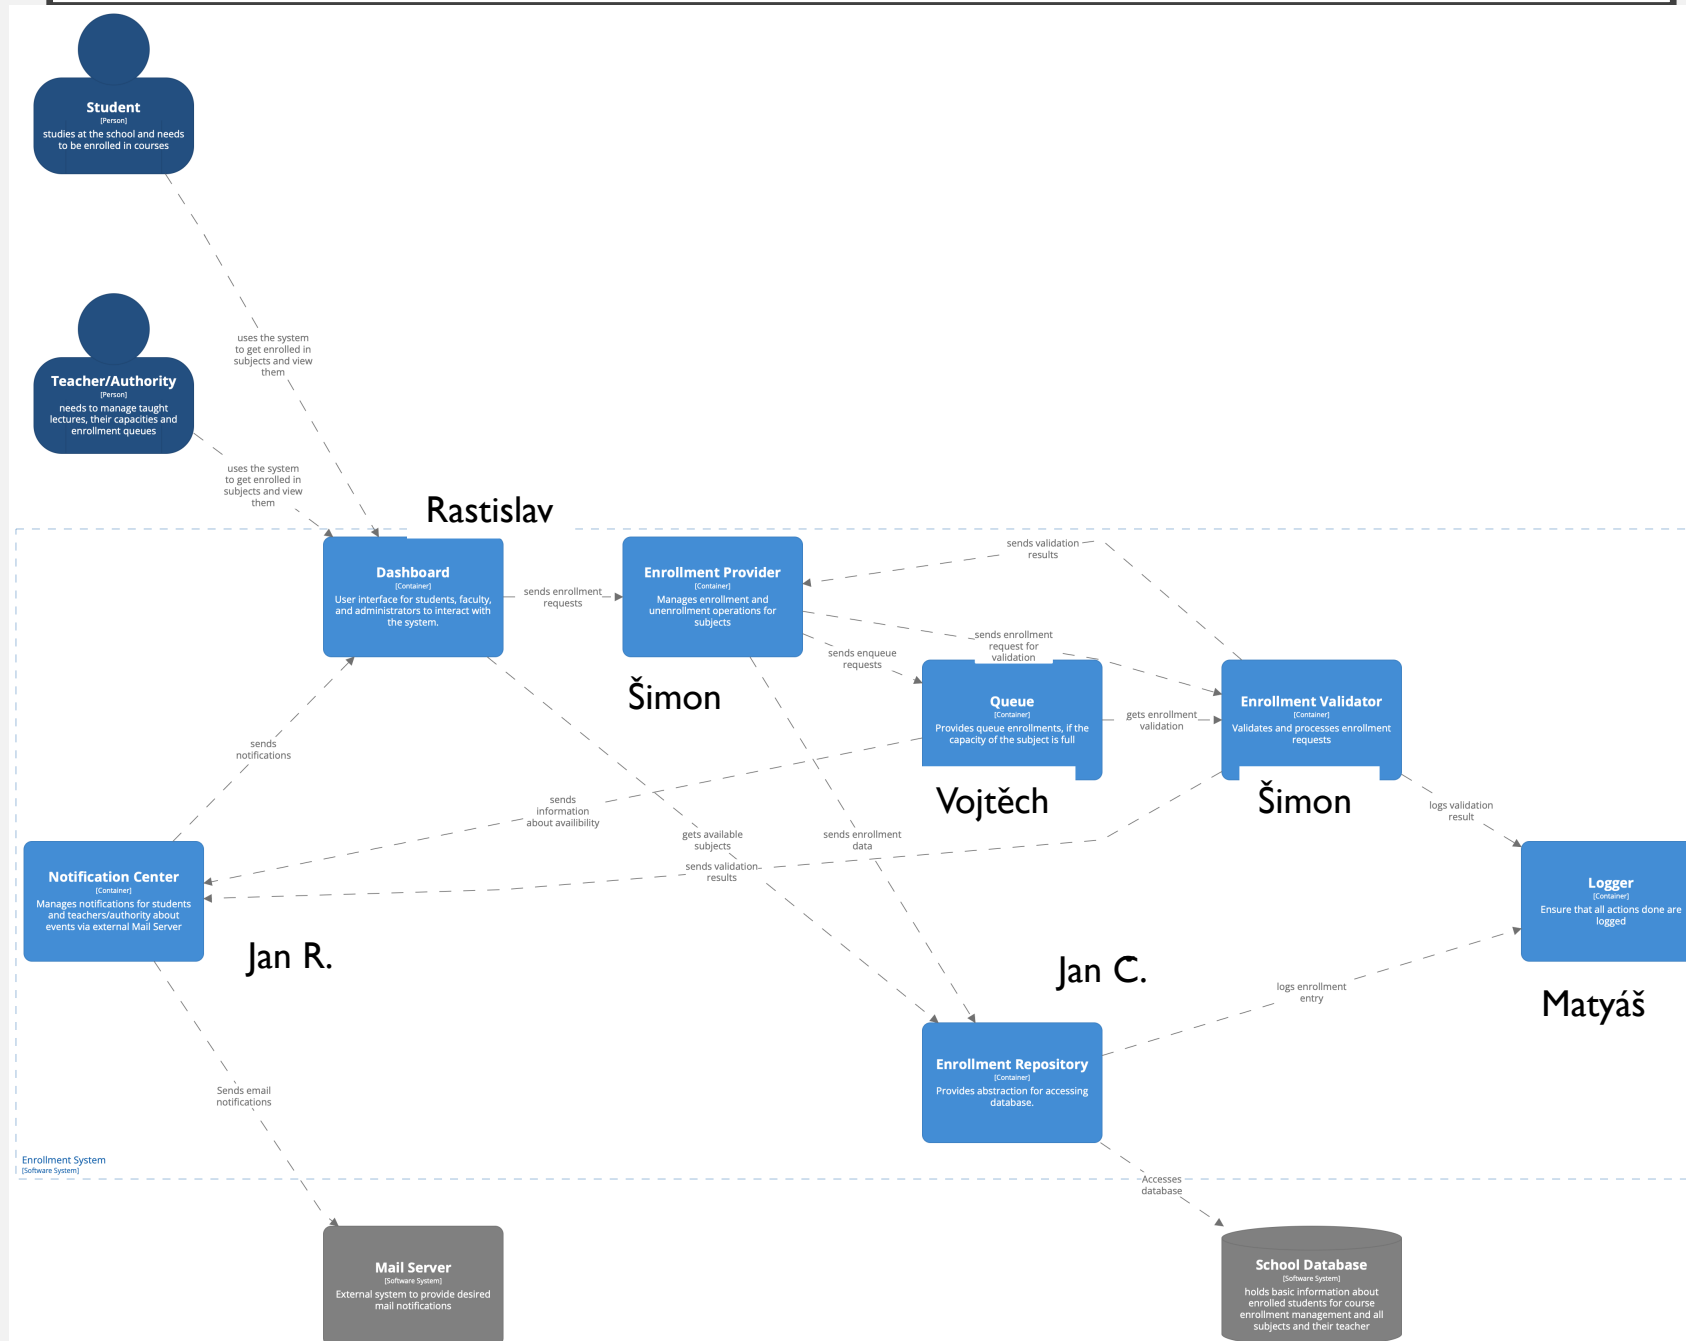 Student
[Person]
studies at the school and needs
to be enrolled in courses
uses the system
to get enrolled in
subjects and view
them
Teacher/Authority
[Person]
needs to manage taught
lectures, their capacities and
enrollment queues
uses the system
to get enrolled in
subjects and view
them
Rastislav
Dashboard
[Container]
User interface for students, faculty,
and administrators to interact with
the system.
sends enrollment
requests
Enrollment Provider
[Container]
Manages enrollment and
unenrollment operations for
subjects
Šimon
sends validation
results
sends enrollment
request for
validation
sends enqueue
requests
Queue
[Container]
Provides queue enrollments, if the
capacity of the subject is full
Vojtěch
gets enrollment
validation
Enrollment Validator
[Container]
Validates and processes enrollment
requests
Šimon
logs validation
result
sends
notifications
sends
information
about availibility
gets available
subjects
sends enrollment
data
sends validation
results
Notification Center
[Container]
Manages notifications for students
and teachers/authority about
events via external Mail Server
Jan R.
Logger
[Container]
Ensure that all actions done are
logged
Matyáš
Jan C.
logs enrollment
entry
Enrollment Repository
[Container]
Provides abstraction for accessing
database.
Sends email
notifications
Enrollment System
[Software System]
Accesses
database
Mail Server
[Software System]
External system to provide desired
mail notifications
School Database
[Software System]
holds basic information about
enrolled students for course
enrollment management and all
subjects and their teacher